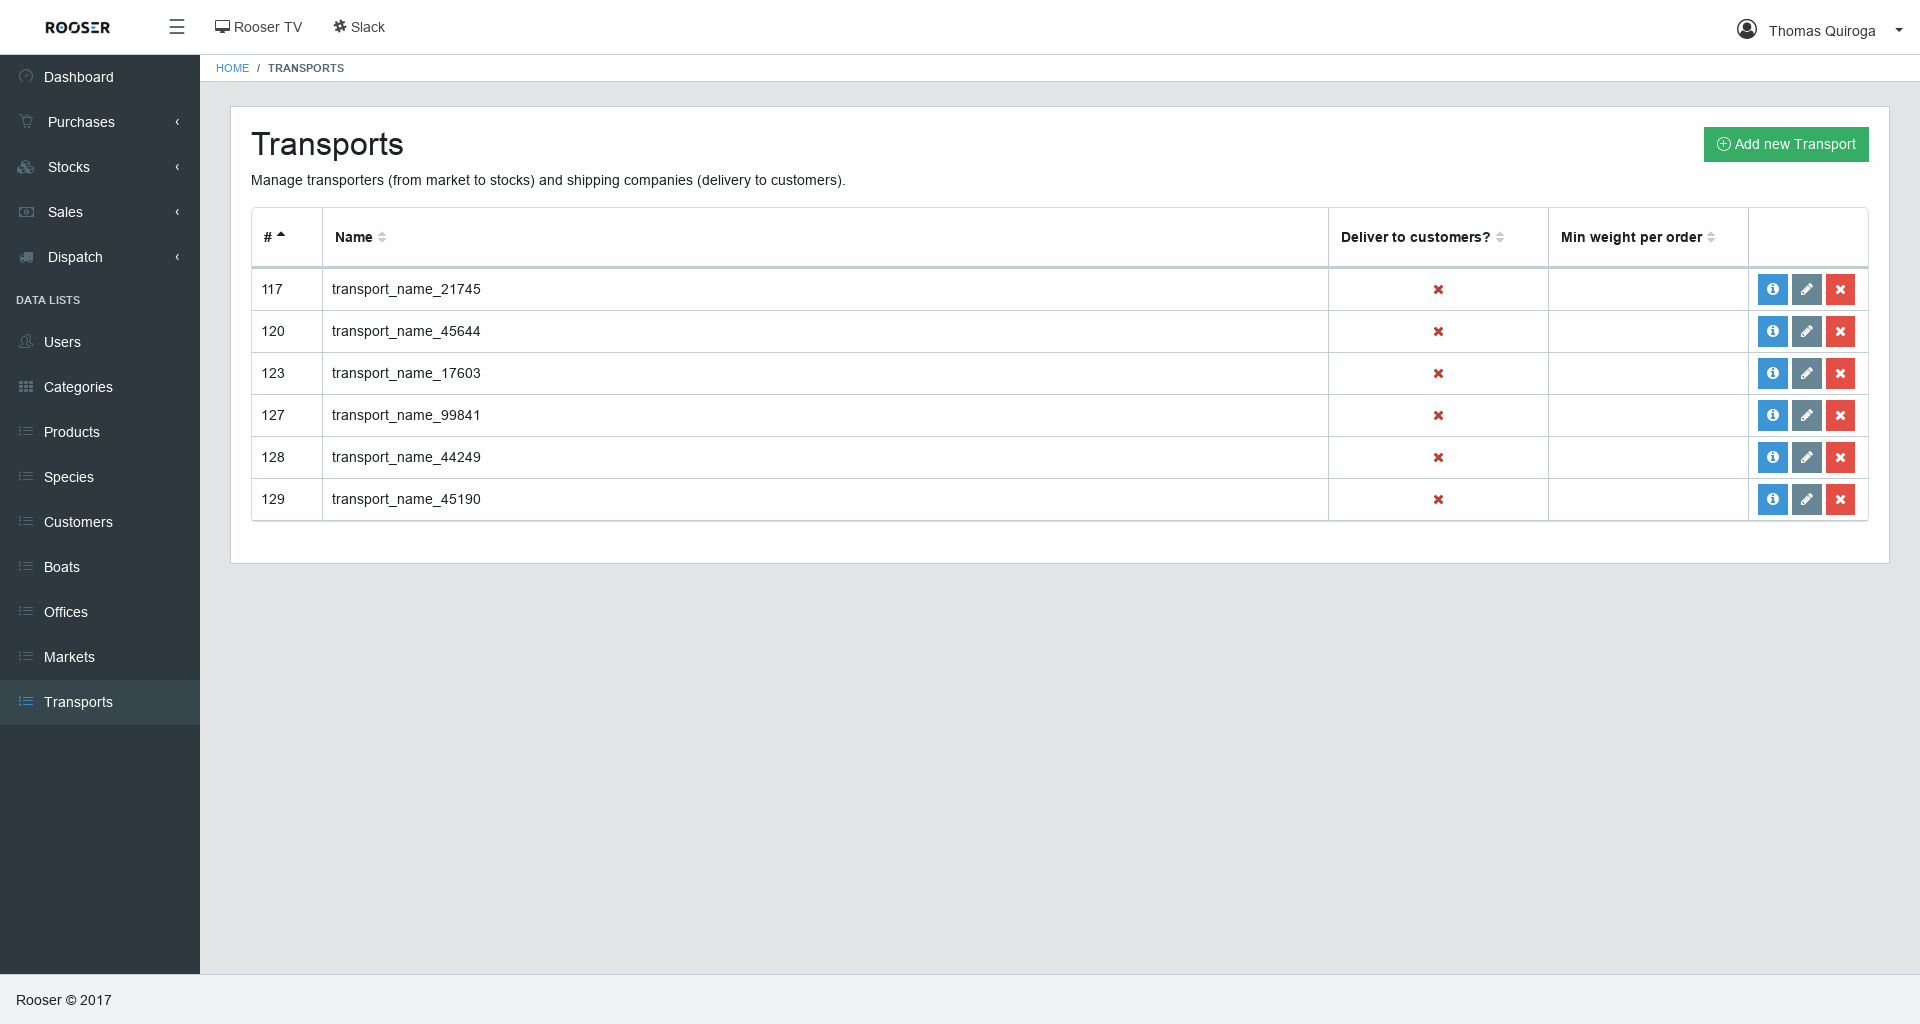 ROOSER
Rooser TV
Slack
Thomas Quiroga
HOME / TRANSPORTS
Dashboard
Purchases
Stocks
Sales
Dispatch
DATA LISTS
Users
Categories
Products
Species
Customers
Boats
Offices
Markets
Transports
Transports
Add new Transport
Manage transporters (from market to stocks) and shipping companies (delivery to customers).
# Name Deliver to customers? Min weight per order
117 transport_name_21745
120 transport_name_45644
123 transport_name_17603
127 transport_name_99841
128 transport_name_44249
129 transport_name_45190
Rooser © 2017